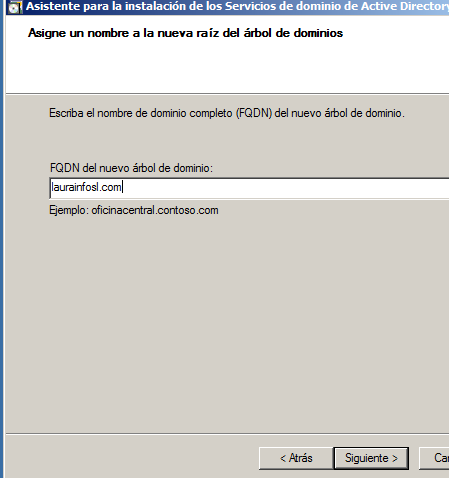 Asistente para la instalación de los Servicios de dominio de Active Directory
Asigne un nombre a la nueva raíz del árbol de dominios
Escriba el nombre de dominio completo (FQDN) del nuevo árbol de dominio.
FQDN del nuevo árbol de dominio:
laurainfosl.com
Ejemplo: oficinacentral.contoso.com
< Atrás Siguiente > Can